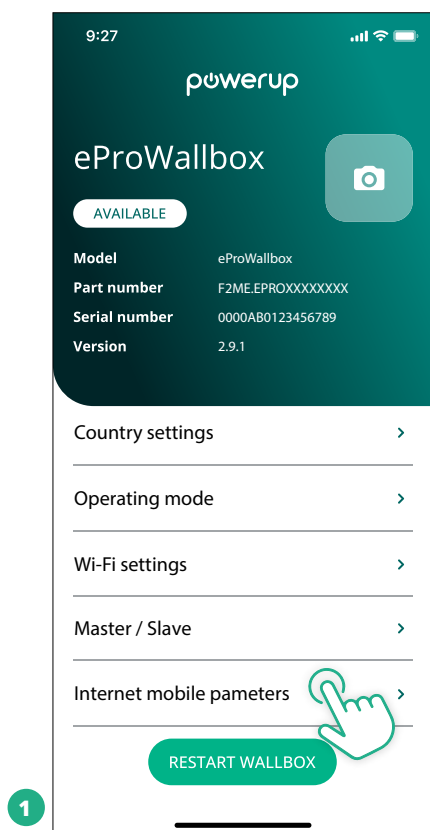 9:27
powerup
eProWallbox
AVAILABLE
Model eProWallbox
Part number F2ME.EPROXXXXXXXX
Serial number 0000AB0123456789
Version 2.9.1
Country settings
Operating mode
Wi-Fi settings
Master / Slave
Internet mobile pameters
RESTART WALLBOX
1